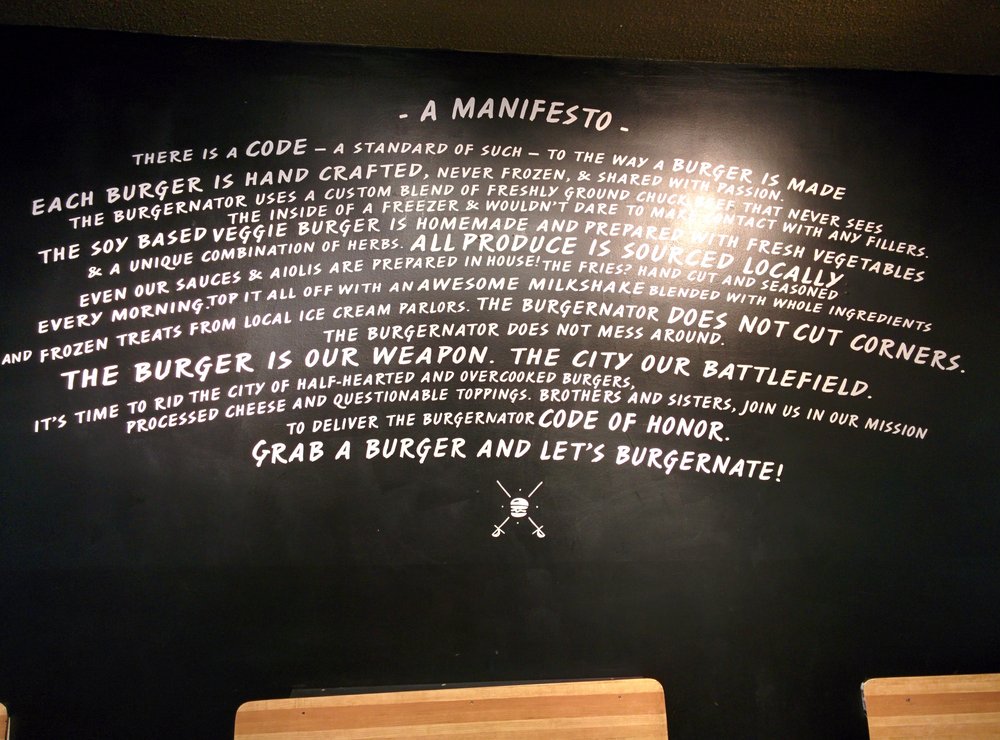 - A MANIFESTO -
THERE IS A CODE – A STANDARD OF SUCH – TO THE WAY A BURGER IS MADE
EACH BURGER IS HAND CRAFTED, NEVER FROZEN, & SHARED WITH PASSION.
THE BURGERNATOR USES A CUSTOM BLEND OF FRESHLY GROUND CHUCK BEEF THAT NEVER SEES
THE INSIDE OF A FREEZER & WOULDN'T DARE TO MAKE CONTACT WITH ANY FILLERS.
THE SOY BASED VEGGIE BURGER IS HOMEMADE AND PREPARED WITH FRESH VEGETABLES
& A UNIQUE COMBINATION OF HERBS. ALL PRODUCE IS SOURCED LOCALLY
EVEN OUR SAUCES & AIOLIS ARE PREPARED IN HOUSE! THE FRIES? HAND CUT AND SEASONED
EVERY MORNING. TOP IT ALL OFF WITH AN AWESOME MILKSHAKE BLENDED WITH WHOLE INGREDIENTS
AND FROZEN TREATS FROM LOCAL ICE CREAM PARLORS. THE BURGERNATOR DOES NOT CUT CORNERS.
THE BURGERNATOR DOES NOT MESS AROUND.
THE BURGER IS OUR WEAPON. THE CITY OUR BATTLEFIELD.
IT'S TIME TO RID THE CITY OF HALF-HEARTED AND OVERCOOKED BURGERS,
PROCESSED CHEESE AND QUESTIONABLE TOPPINGS. BROTHERS AND SISTERS, JOIN US IN OUR MISSION
TO DELIVER THE BURGERNATOR CODE OF HONOR.
GRAB A BURGER AND LET'S BURGERNATE!